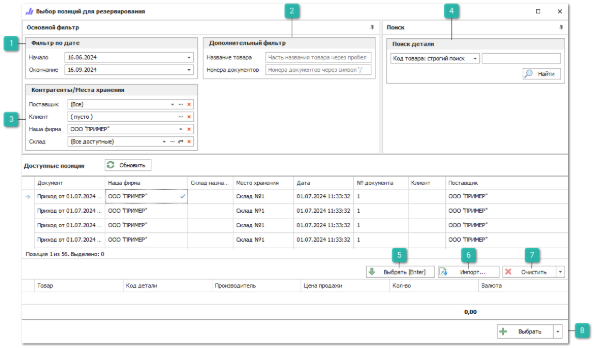 Выбор позиций для резервирования
Основной фильтр
Поиск
1
2
3
4
Фильтр по дате
Начало 16.06.2024
Окончание 15.09.2024
Дополнительный фильтр
Название товара Часть названия товара через пробел
Номера документов Номера документов через символ "/"
Поиск детали
Код товара: строгий поиск
Найти
Контрагенты/Места хранения
Поставщик (Все)
Клиент ( пусто )
Наша фирма ООО "ПРИМЕР"
Склад (Все доступные)
Доступные позиции Обновить
Документ Наша фирма Склад назна... Место хранения Дата № документа Клиент Поставщик
Приход от 01.07.2024 ... ООО "ПРИМЕР" Склад №1 01.07.2024 11:33:32 1 ООО "ПРИМЕР"
Приход от 01.07.2024 ... ООО "ПРИМЕР" Склад №1 01.07.2024 11:33:32 1 ООО "ПРИМЕР"
Приход от 01.07.2024 ... ООО "ПРИМЕР" Склад №1 01.07.2024 11:33:32 1 ООО "ПРИМЕР"
Приход от 01.07.2024 ... ООО "ПРИМЕР" Склад №1 01.07.2024 11:33:32 1 ООО "ПРИМЕР"
Позиция 1 из 56. Выделено: 0
5 6 7
Выбрать [Enter] Импорт... Очистить
Товар Код детали Производитель Цена продажи Кол-во Валюта
0,00
Выбрать
8